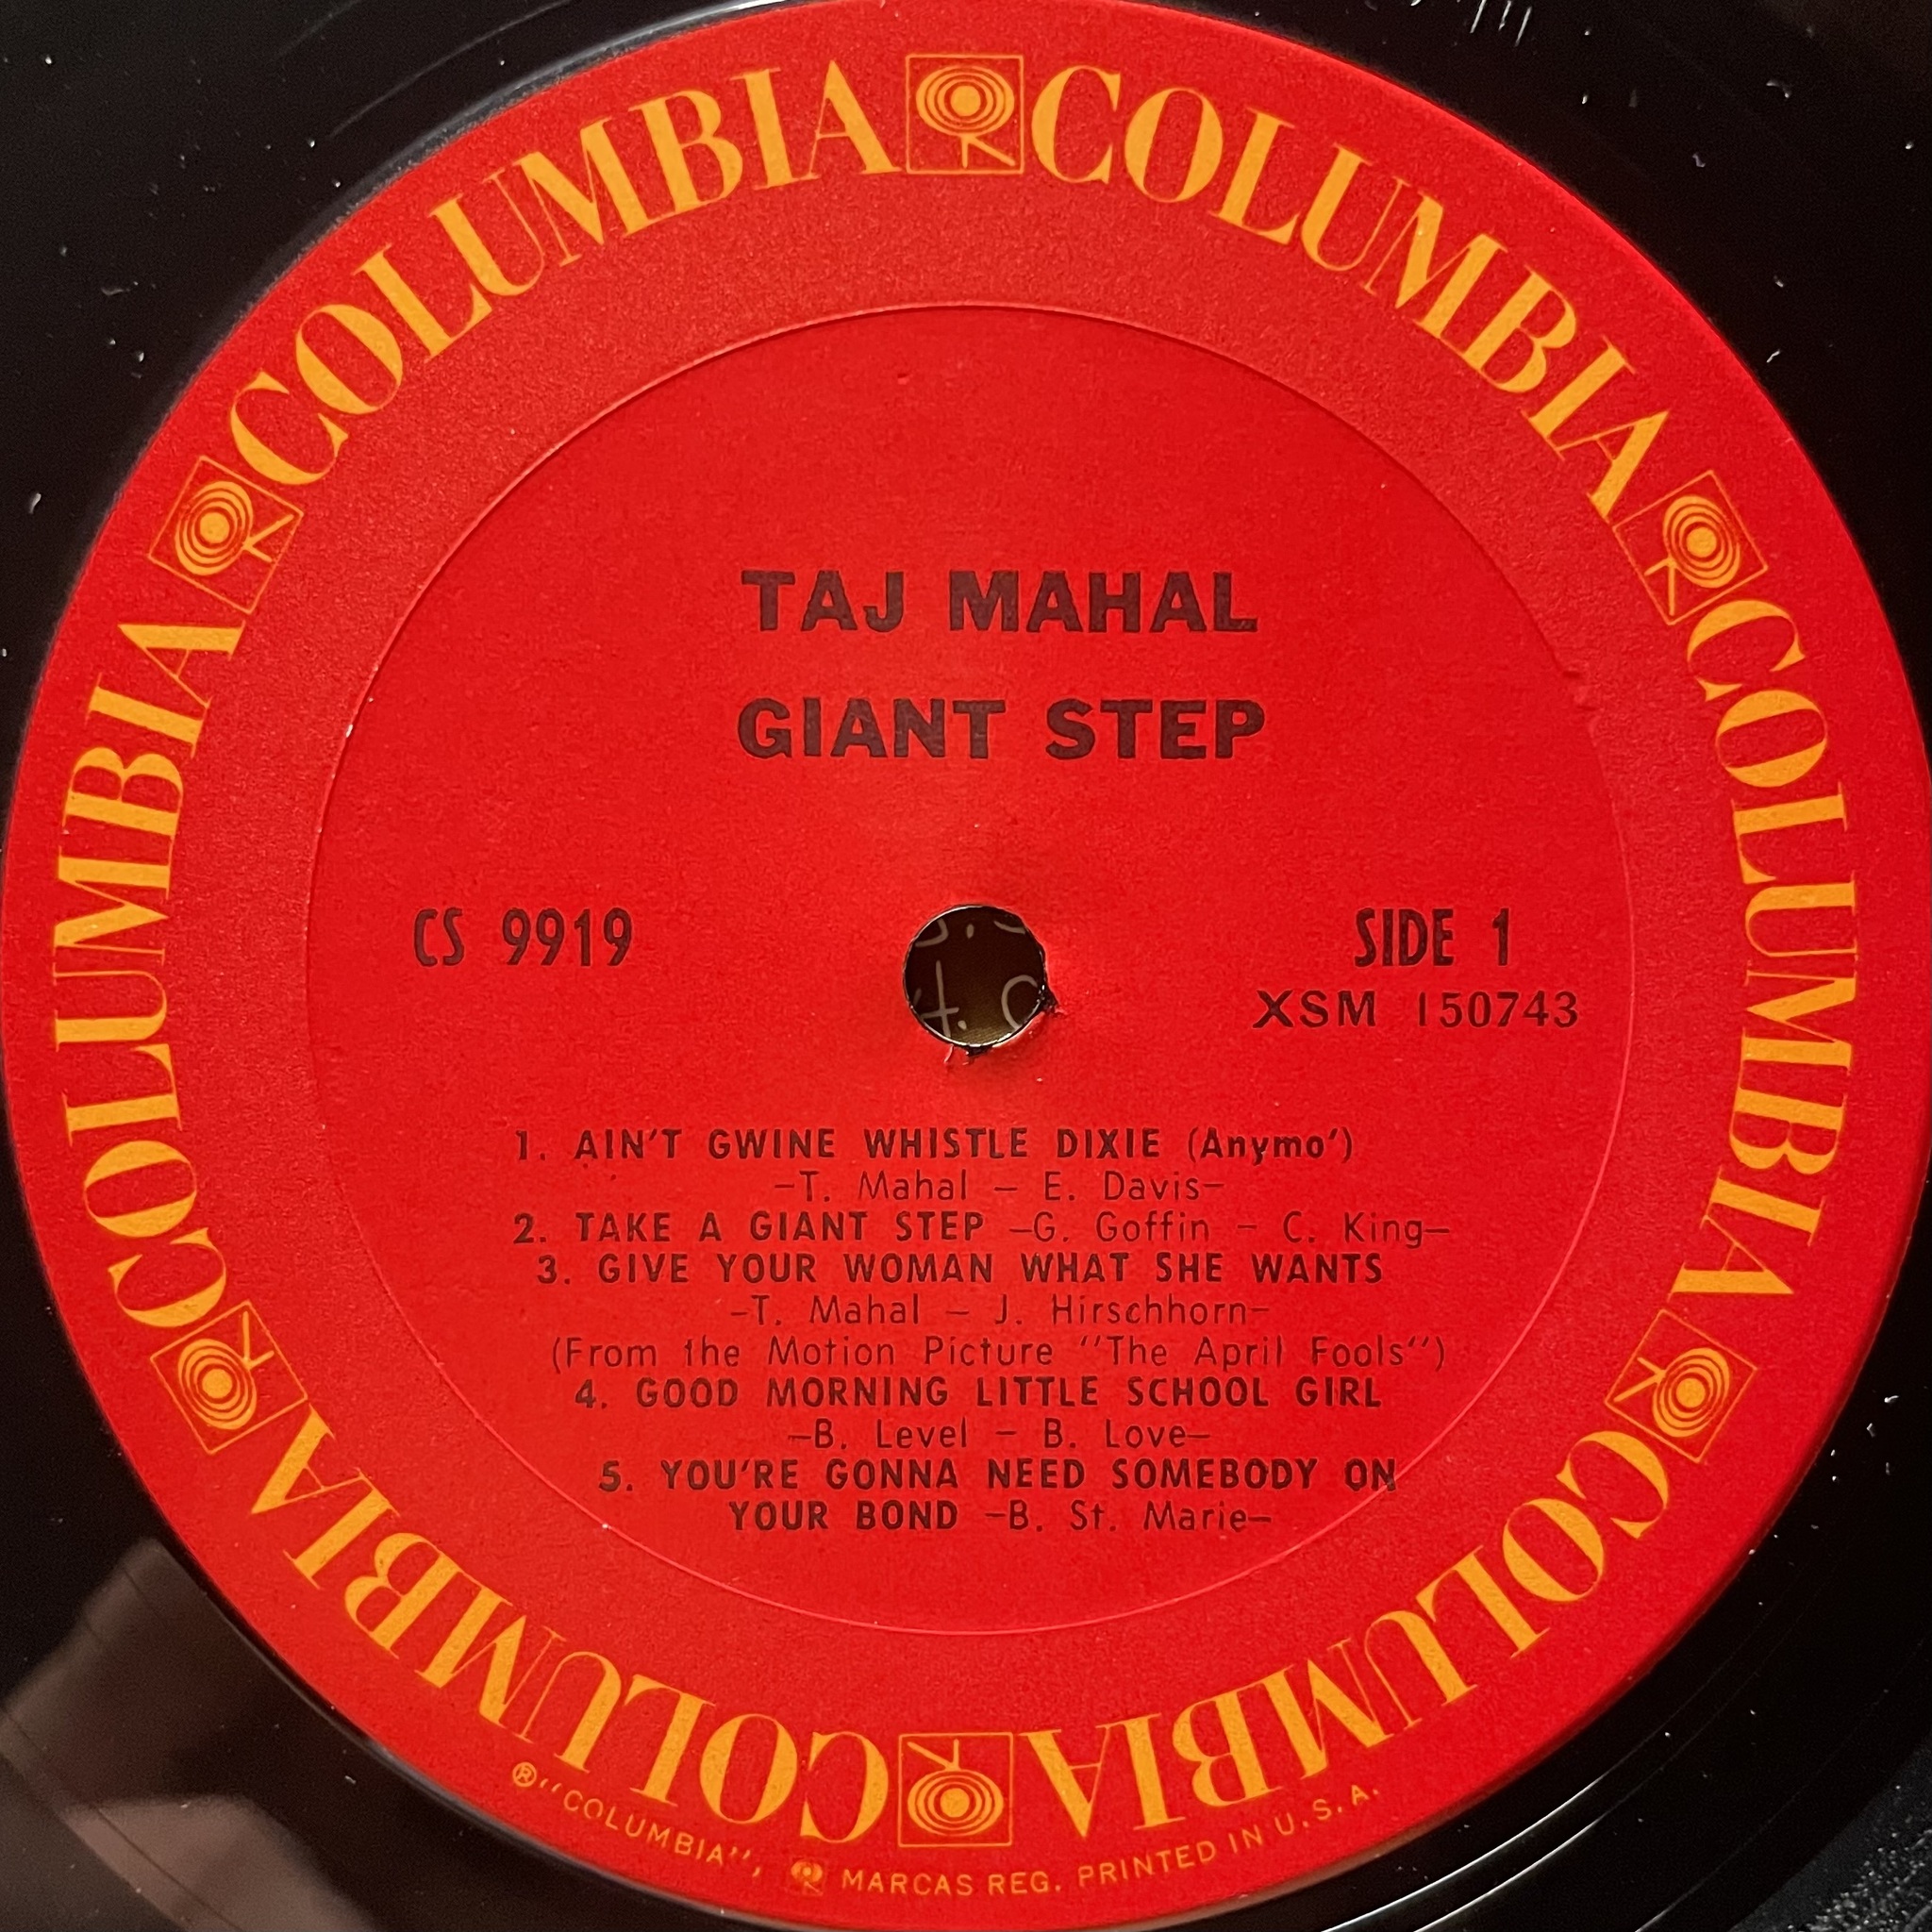 COLUMBIA COLUMBIA COLUMBIA COLUMBIA COLUMBIA COLUMBIA
TAJ MAHAL
GIANT STEP
CS 9919
SIDE 1
XSM 150743
1. AIN'T GWINE WHISTLE DIXIE (Anymo')
–T. Mahal – E. Davis–
2. TAKE A GIANT STEP –G. Goffin – C. King–
3. GIVE YOUR WOMAN WHAT SHE WANTS
–T. Mahal – J. Hirschhorn–
(From the Motion Picture "The April Fools")
4. GOOD MORNING LITTLE SCHOOL GIRL
–B. Level – B. Love–
5. YOU'RE GONNA NEED SOMEBODY ON
YOUR BOND –B. St. Marie–
® "COLUMBIA", MARCAS REG. PRINTED IN U.S.A.